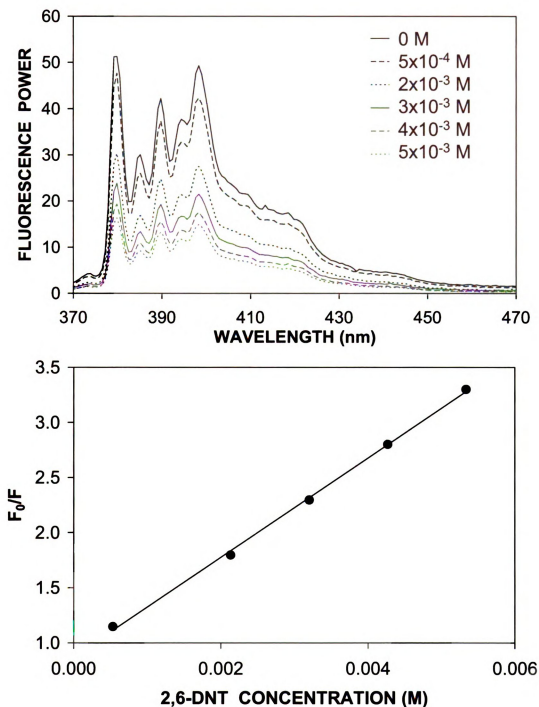 60
50
40
30
20
10
0
FLUORESCENCE POWER
0 M
5x10⁻⁴ M
2x10⁻³ M
3x10⁻³ M
4x10⁻³ M
5x10⁻³ M
370 390 410 430 450 470
WAVELENGTH (nm)
3.5
3.0
2.5
2.0
1.5
1.0
F₀/F
0.000 0.002 0.004 0.006
2,6-DNT CONCENTRATION (M)